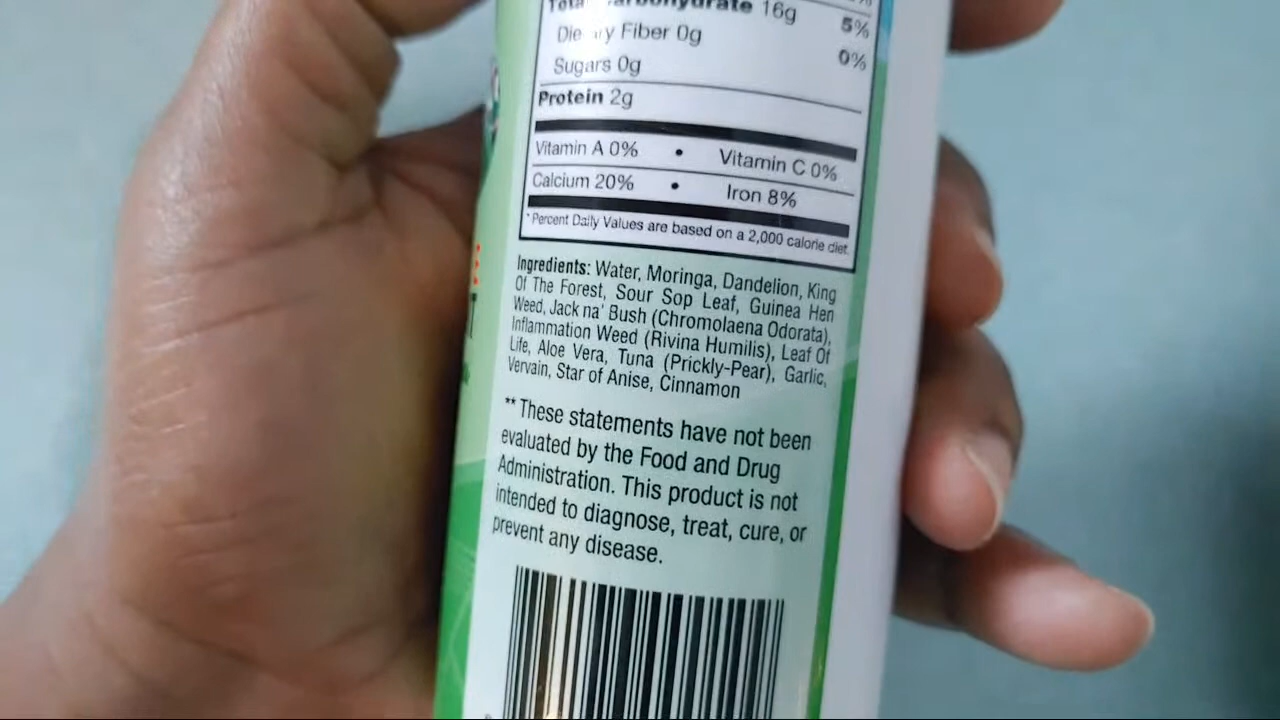 Total Carbohydrate 16g 5%
Dietary Fiber 0g 0%
Sugars 0g
Protein 2g
Vitamin A 0% • Vitamin C 0%
Calcium 20% • Iron 8%
*Percent Daily Values are based on a 2,000 calorie diet.
Ingredients: Water, Moringa, Dandelion, King
Of The Forest, Sour Sop Leaf, Guinea Hen
Weed, Jack na' Bush (Chromolaena Odorata),
Inflammation Weed (Rivina Humilis), Leaf Of
Life, Aloe Vera, Tuna (Prickly-Pear), Garlic,
Vervain, Star of Anise, Cinnamon
** These statements have not been
evaluated by the Food and Drug
Administration. This product is not
intended to diagnose, treat, cure, or
prevent any disease.